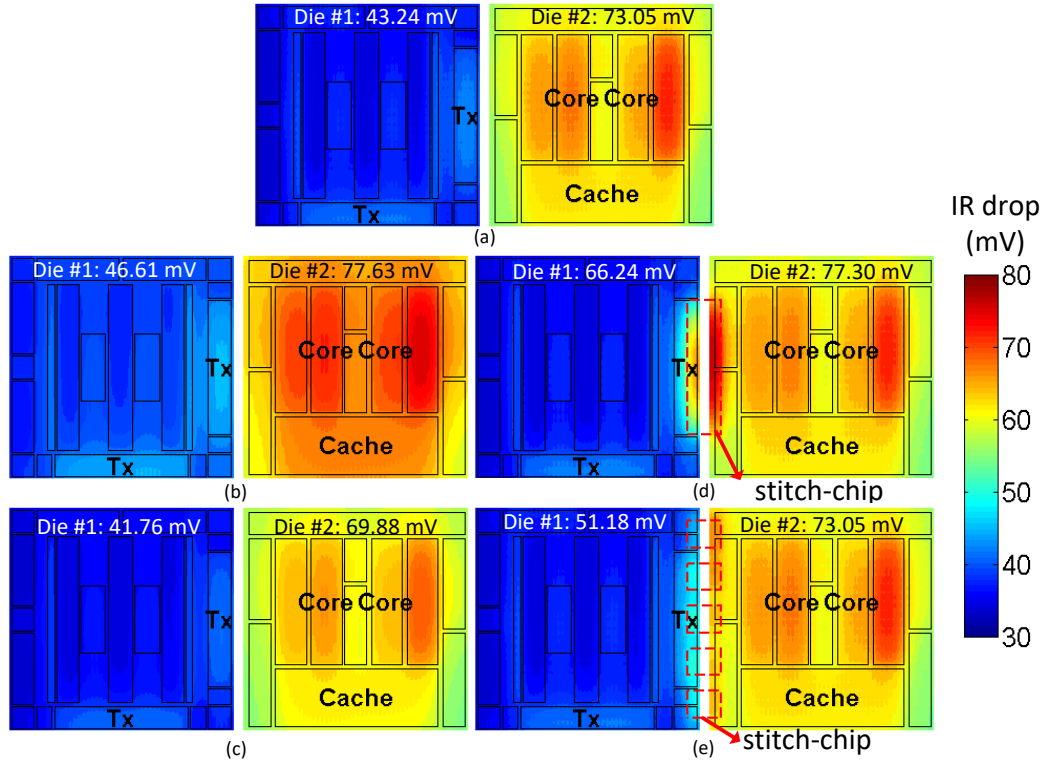 Die #1: 43.24 mV Die #2: 73.05 mV
Core Core
Tx
Cache
Tx
(a)
IR drop
(mV)
80
70
60
50
40
30
Die #1: 46.61 mV Die #2: 77.63 mV
Core Core
Tx
Cache
Tx
(b)
Die #1: 66.24 mV Die #2: 77.30 mV
Core Core
Tx
Cache
Tx
(d)
stitch-chip
Die #1: 41.76 mV Die #2: 69.88 mV
Core Core
Tx
Cache
Tx
(c)
Die #1: 51.18 mV Die #2: 73.05 mV
Core Core
Tx
Cache
Tx
(e)
stitch-chip